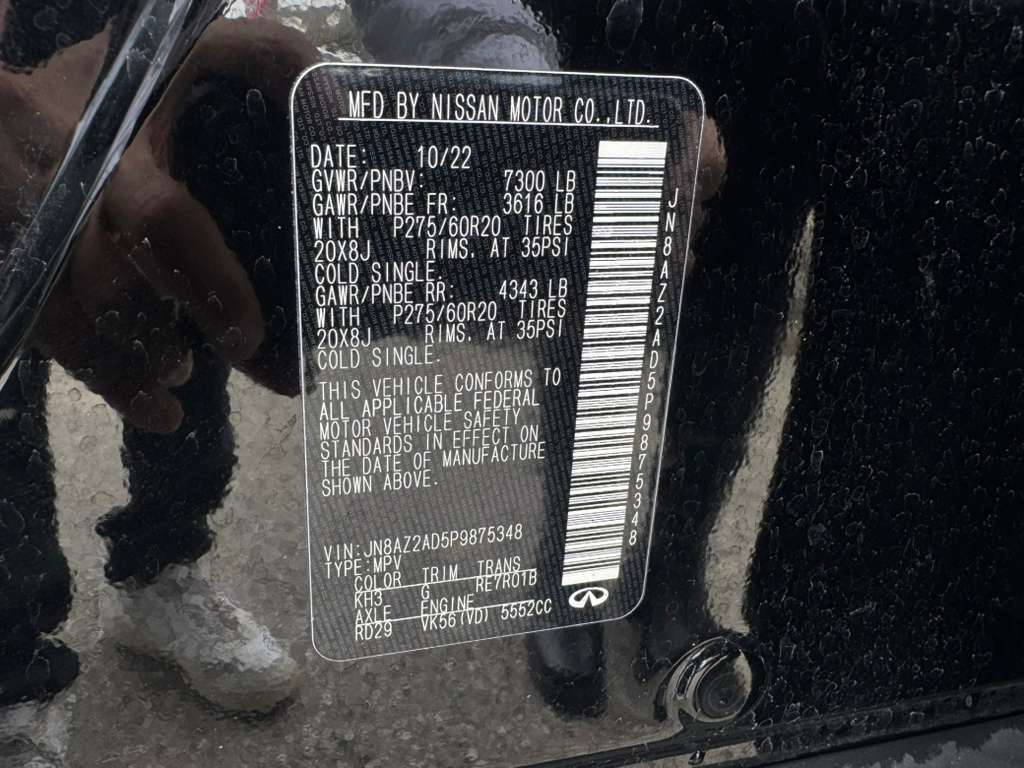 MFD BY NISSAN MOTOR CO.,LTD.
DATE: 10/22
GVWR/PNBV: 7300 LB
GAWR/PNBE FR: 3616 LB
WITH P275/60R20 TIRES
20X8J RIMS, AT 35PSI
COLD SINGLE.
GAWR/PNBE RR: 4343 LB
WITH P275/60R20 TIRES
20X8J RIMS, AT 35PSI
COLD SINGLE.
THIS VEHICLE CONFORMS TO
ALL APPLICABLE FEDERAL
MOTOR VEHICLE SAFETY
STANDARDS IN EFFECT ON
THE DATE OF MANUFACTURE
SHOWN ABOVE.
VIN:JN8AZ2AD5P9875348
TYPE:MPV
COLOR TRIM TRANS
KH3 G RE7R01B
AXLE ENGINE
RD29 VK56(VD) 5552CC
JN8AZ2AD5P9875348